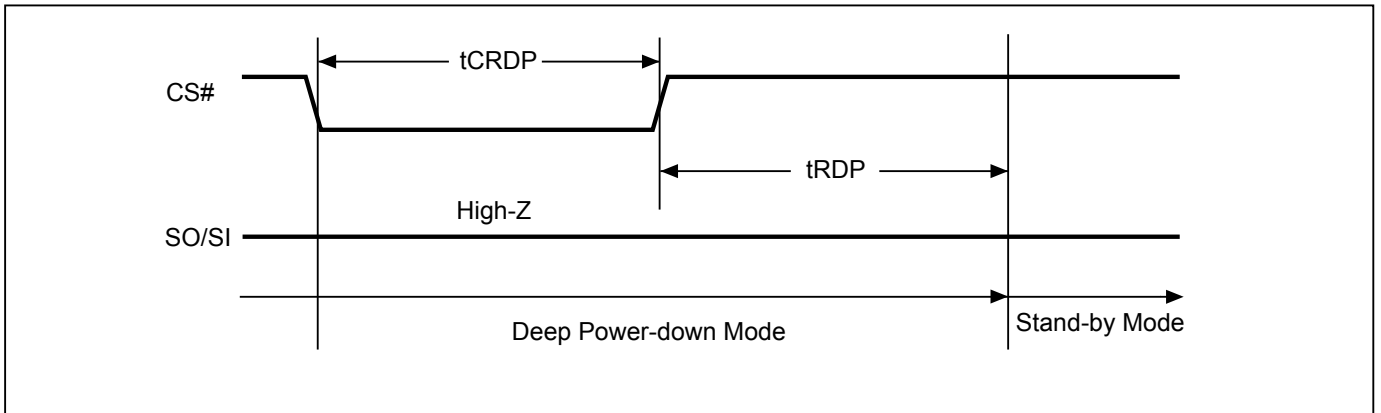 tCRDP
CS#
tRDP
High-Z
SO/SI
Deep Power-down Mode
Stand-by Mode